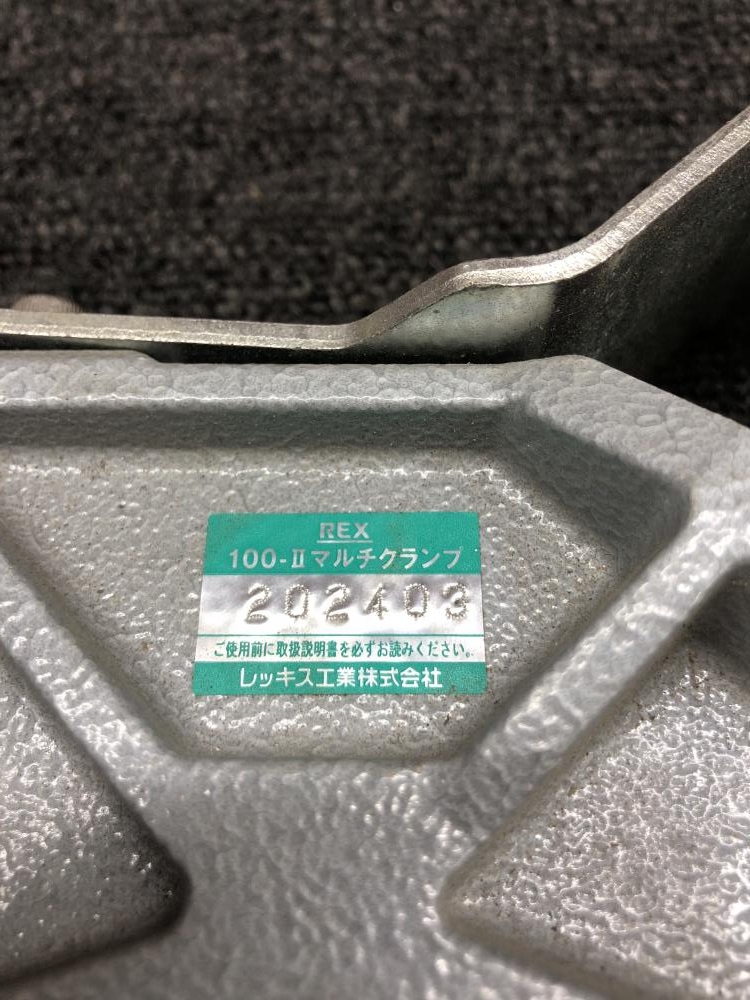 REX
100-Ⅱマルチクランプ
202403
ご使用前に取扱説明書を必ずお読みください。
レッキス工業株式会社